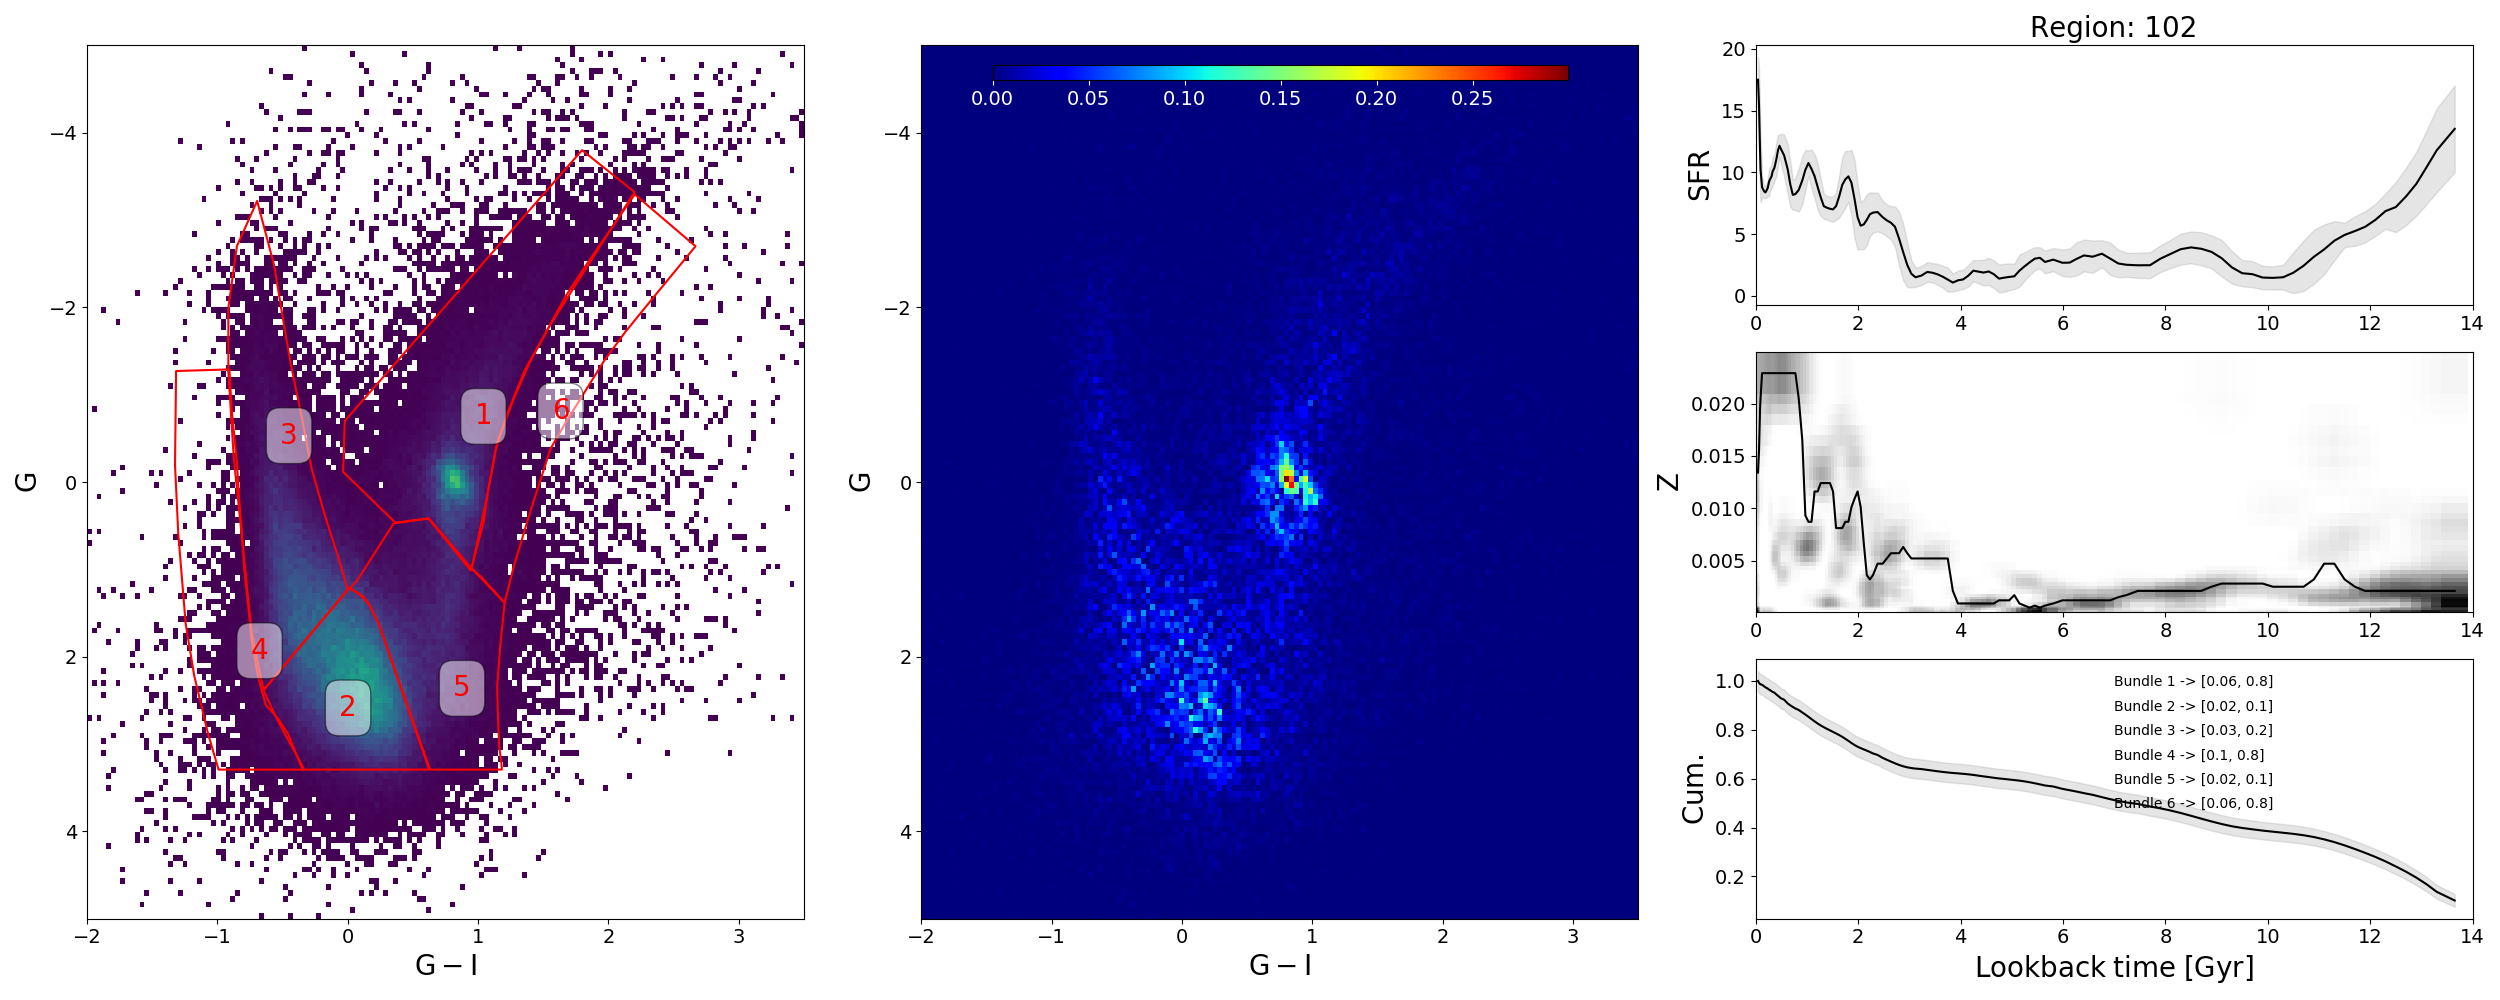 −4
−2
0
2
4
−2
−1
0
1
2
3
G
G − I
1
2
3
4
5
6
0.00
0.05
0.10
0.15
0.20
0.25
−4
−2
0
2
4
−2
−1
0
1
2
3
G
G − I
Region: 102
20
15
10
5
0
SFR
0 2 4 6 8 10 12 14
0.020
0.015
0.010
0.005
Z
0 2 4 6 8 10 12 14
1.0
0.8
0.6
0.4
0.2
Cum.
Bundle 1 -> [0.06, 0.8]
Bundle 2 -> [0.02, 0.1]
Bundle 3 -> [0.03, 0.2]
Bundle 4 -> [0.1, 0.8]
Bundle 5 -> [0.02, 0.1]
Bundle 6 -> [0.06, 0.8]
0 2 4 6 8 10 12 14
Lookback time [Gyr]